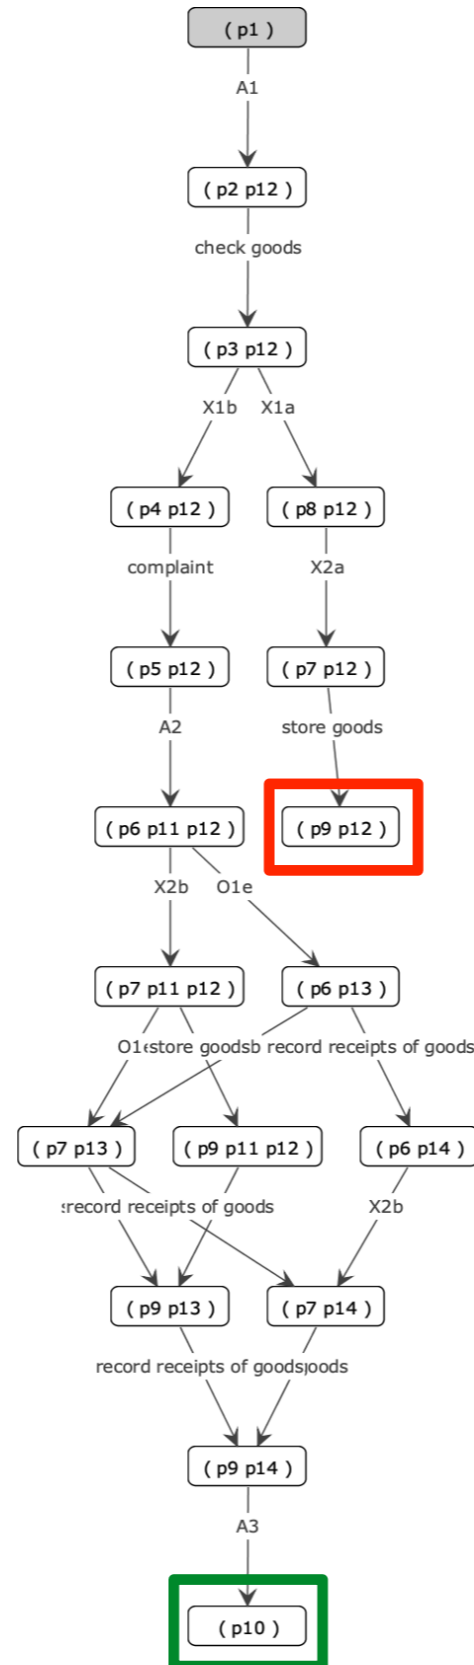 ( p1 )
A1
( p2 p12 )
check goods
( p3 p12 )
X1b X1a
( p4 p12 ) ( p8 p12 )
complaint X2a
( p5 p12 ) ( p7 p12 )
A2 store goods
( p6 p11 p12 ) ( p9 p12 )
X2b O1e
( p7 p11 p12 ) ( p6 p13 )
store goods record receipts of goods
( p7 p13 ) ( p9 p11 p12 ) ( p6 p14 )
record receipts of goods X2b
( p9 p13 ) ( p7 p14 )
record receipts of goods
( p9 p14 )
A3
( p10 )